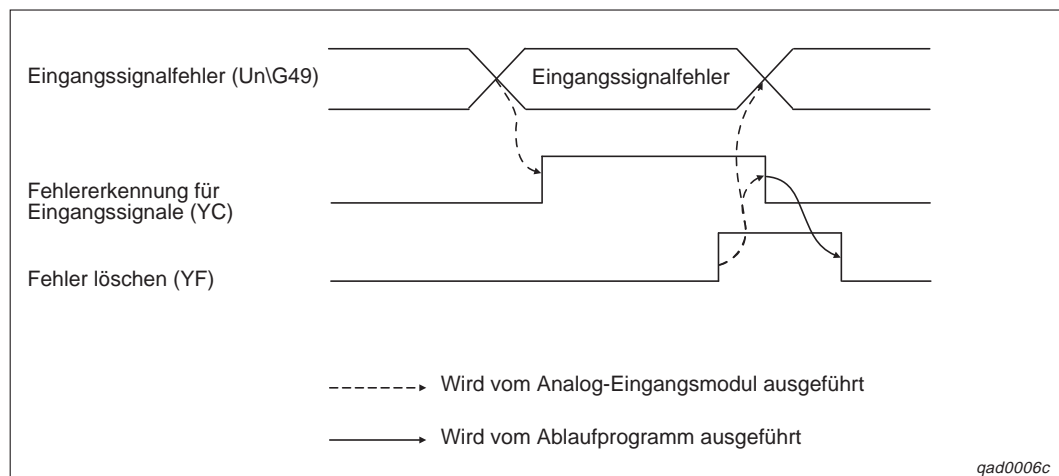 Eingangssignalfehler (Un\G49)
Eingangssignalfehler
Fehlererkennung für
Eingangssignale (YC)
Fehler löschen (YF)
Wird vom Analog-Eingangsmodul ausgeführt
Wird vom Ablaufprogramm ausgeführt
qad0006c